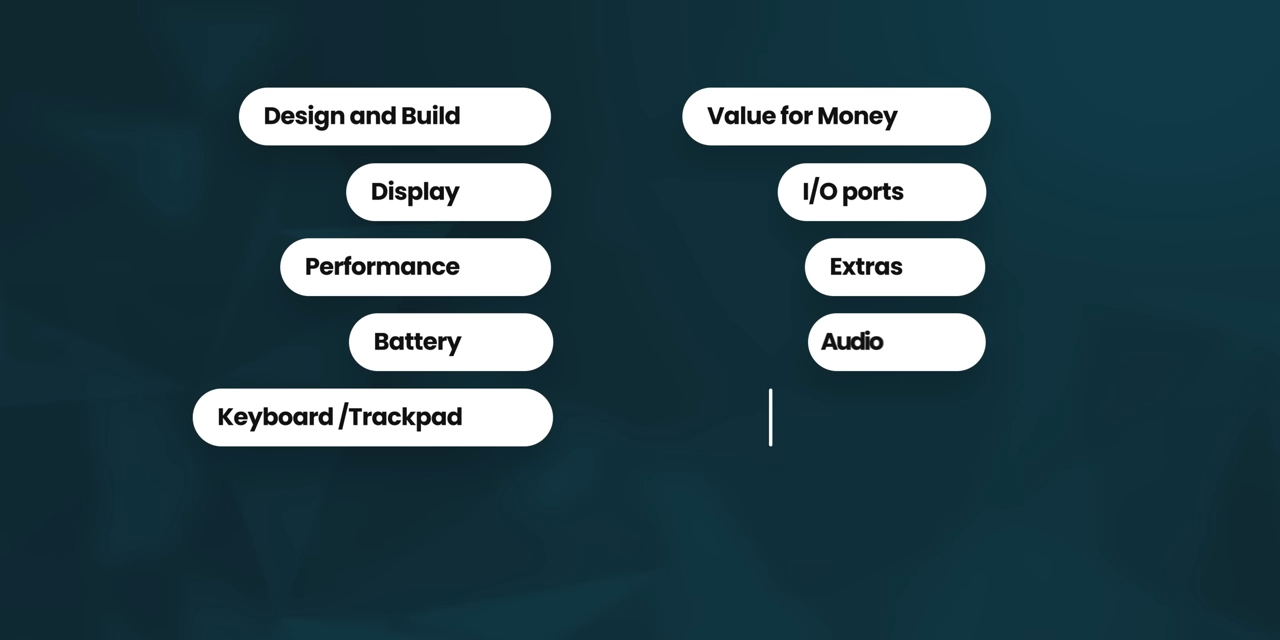 Design and Build
Display
Performance
Battery
Keyboard /Trackpad
Value for Money
I/O ports
Extras
Audio